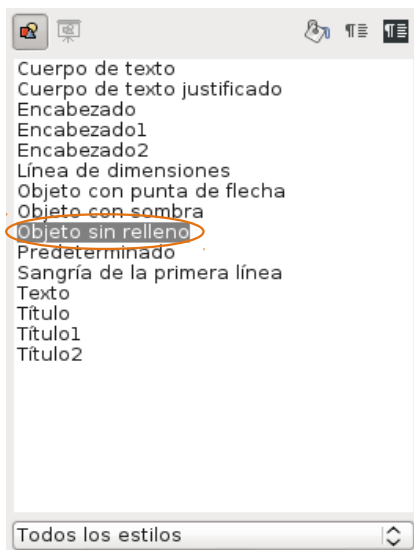 Cuerpo de texto
Cuerpo de texto justificado
Encabezado
Encabezado1
Encabezado2
Línea de dimensiones
Objeto con punta de flecha
Objeto con sombra
Objeto sin relleno
Predeterminado
Sangría de la primera línea
Texto
Título
Título1
Título2
Todos los estilos